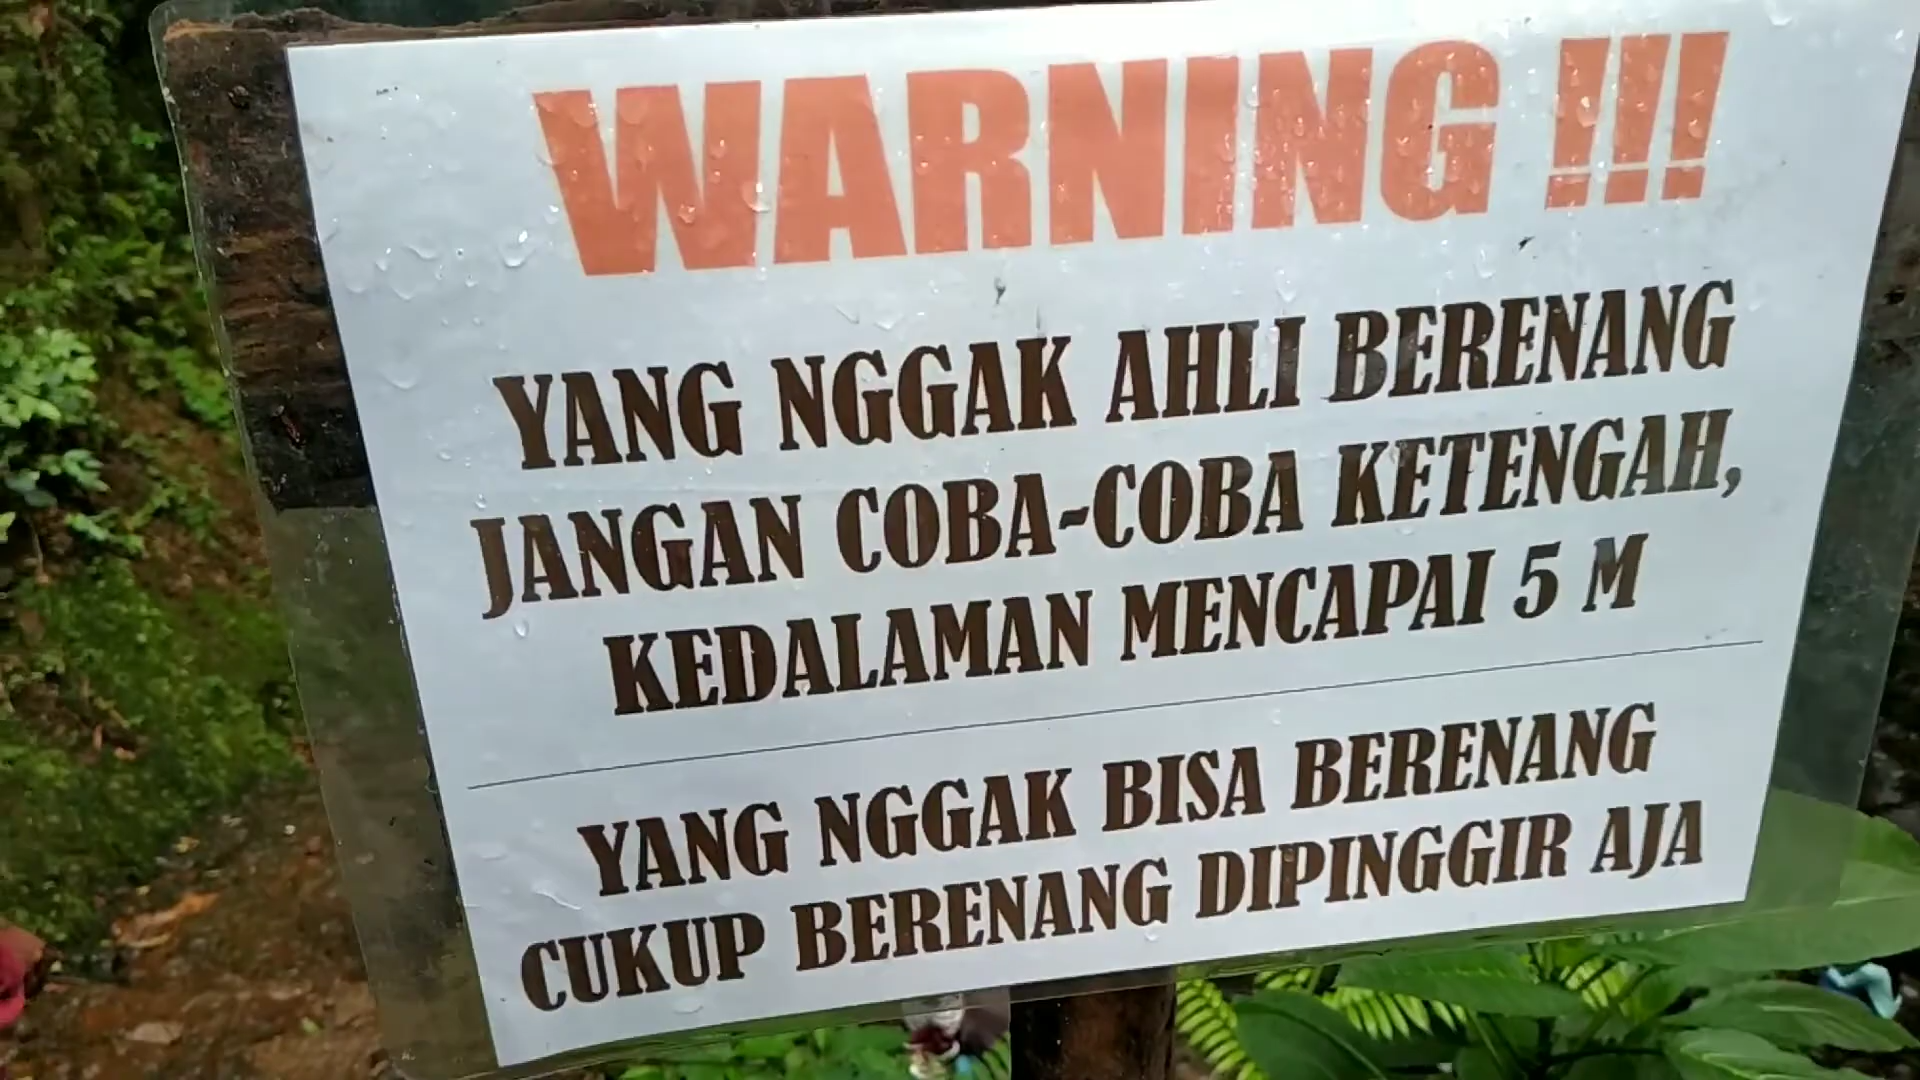 WARNING !!!
YANG NGGAK AHLI BERENANG
JANGAN COBA-COBA KETENGAH,
KEDALAMAN MENCAPAI 5 M
YANG NGGAK BISA BERENANG
CUKUP BERENANG DIPINGGIR AJA